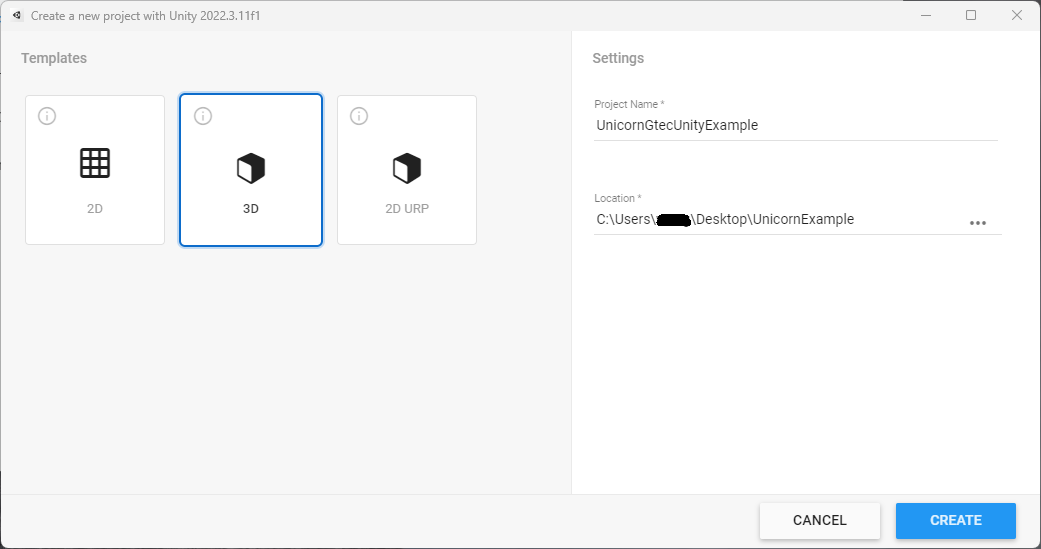 Create a new project with Unity 2022.3.11f1
Templates
2D
3D
2D URP
Settings
Project Name *
UnicornGtecUnityExample
Location *
C:\Users\ \Desktop\UnicornExample
CANCEL
CREATE